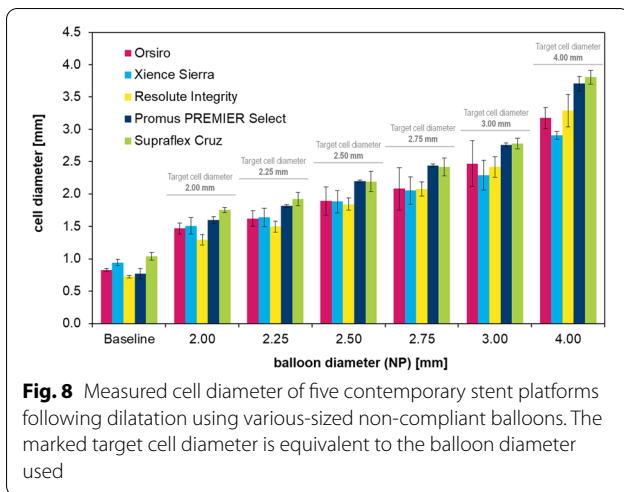 4.5
4.0
3.5
3.0
2.5
2.0
1.5
1.0
0.5
0.0
cell diameter [mm]
Orsiro
Xience Sierra
Resolute Integrity
Promus PREMIER Select
Supraflex Cruz
Target cell diameter
2.00 mm
Target cell diameter
2.25 mm
Target cell diameter
2.50 mm
Target cell diameter
2.75 mm
Target cell diameter
3.00 mm
Target cell diameter
4.00 mm
Baseline 2.00 2.25 2.50 2.75 3.00 4.00
balloon diameter (NP) [mm]
Fig. 8 Measured cell diameter of five contemporary stent platforms
following dilatation using various-sized non-compliant balloons. The
marked target cell diameter is equivalent to the balloon diameter
used